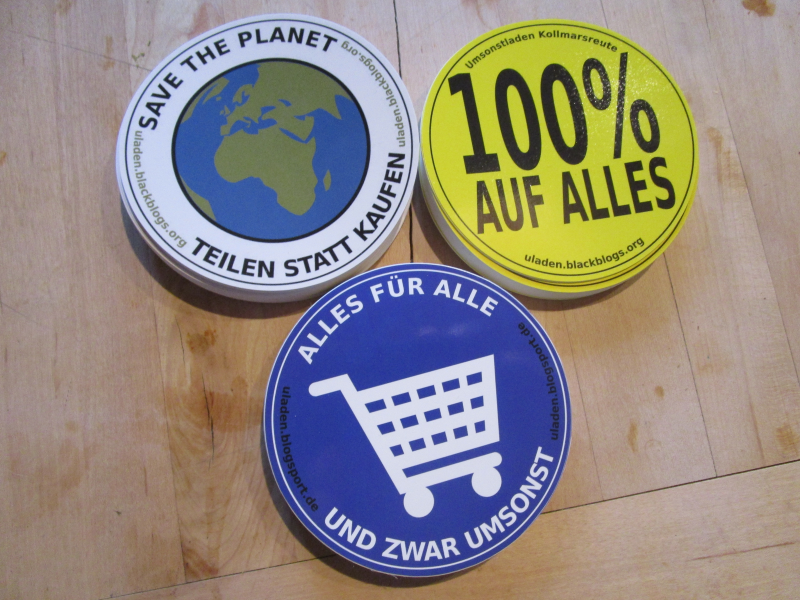 SAVE THE PLANET
uladen.blackblogs.org
uladen.blackblogs.org
TEILEN STATT KAUFEN
Umsonstladen Kollmarsreute
100%
AUF ALLES
uladen.blackblogs.org
ALLES FÜR ALLE
uladen.blogsport.de
uladen.blogsport.de
UND ZWAR UMSONST